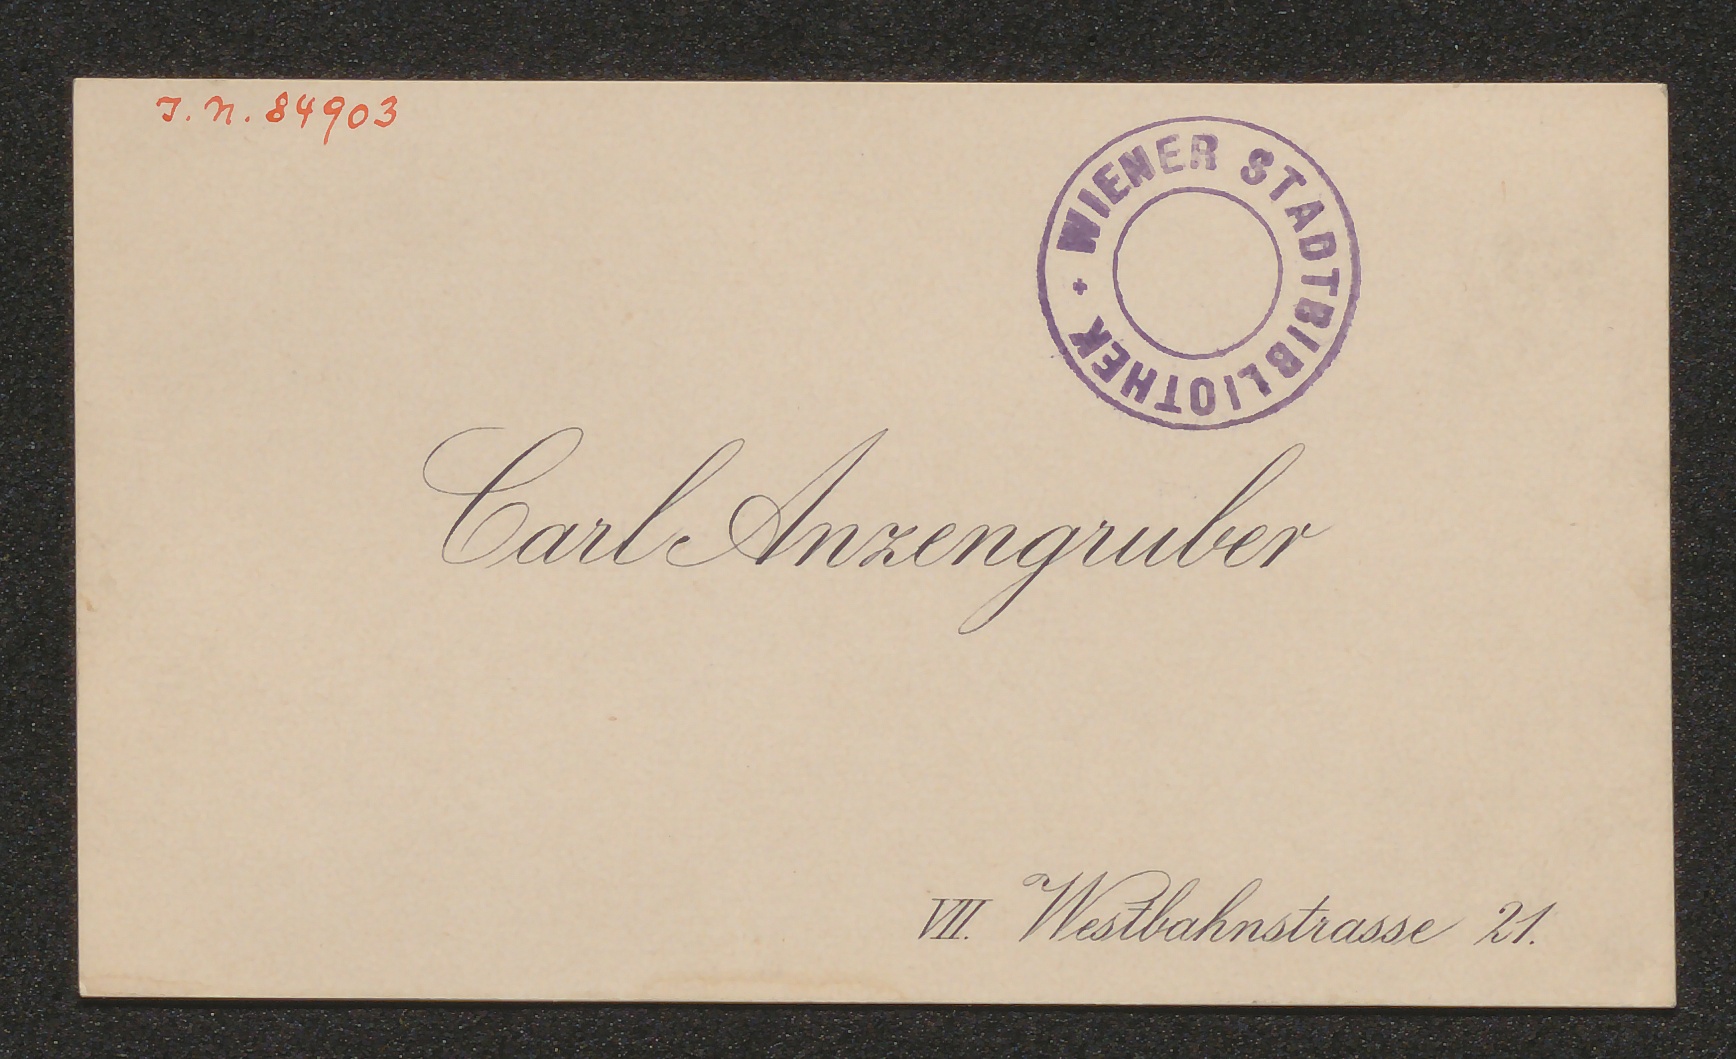 J. N. 84903
WIENER STADTBIBLIOTHEK +
Carl Anzengruber
VII. Westbahnstrasse 21.